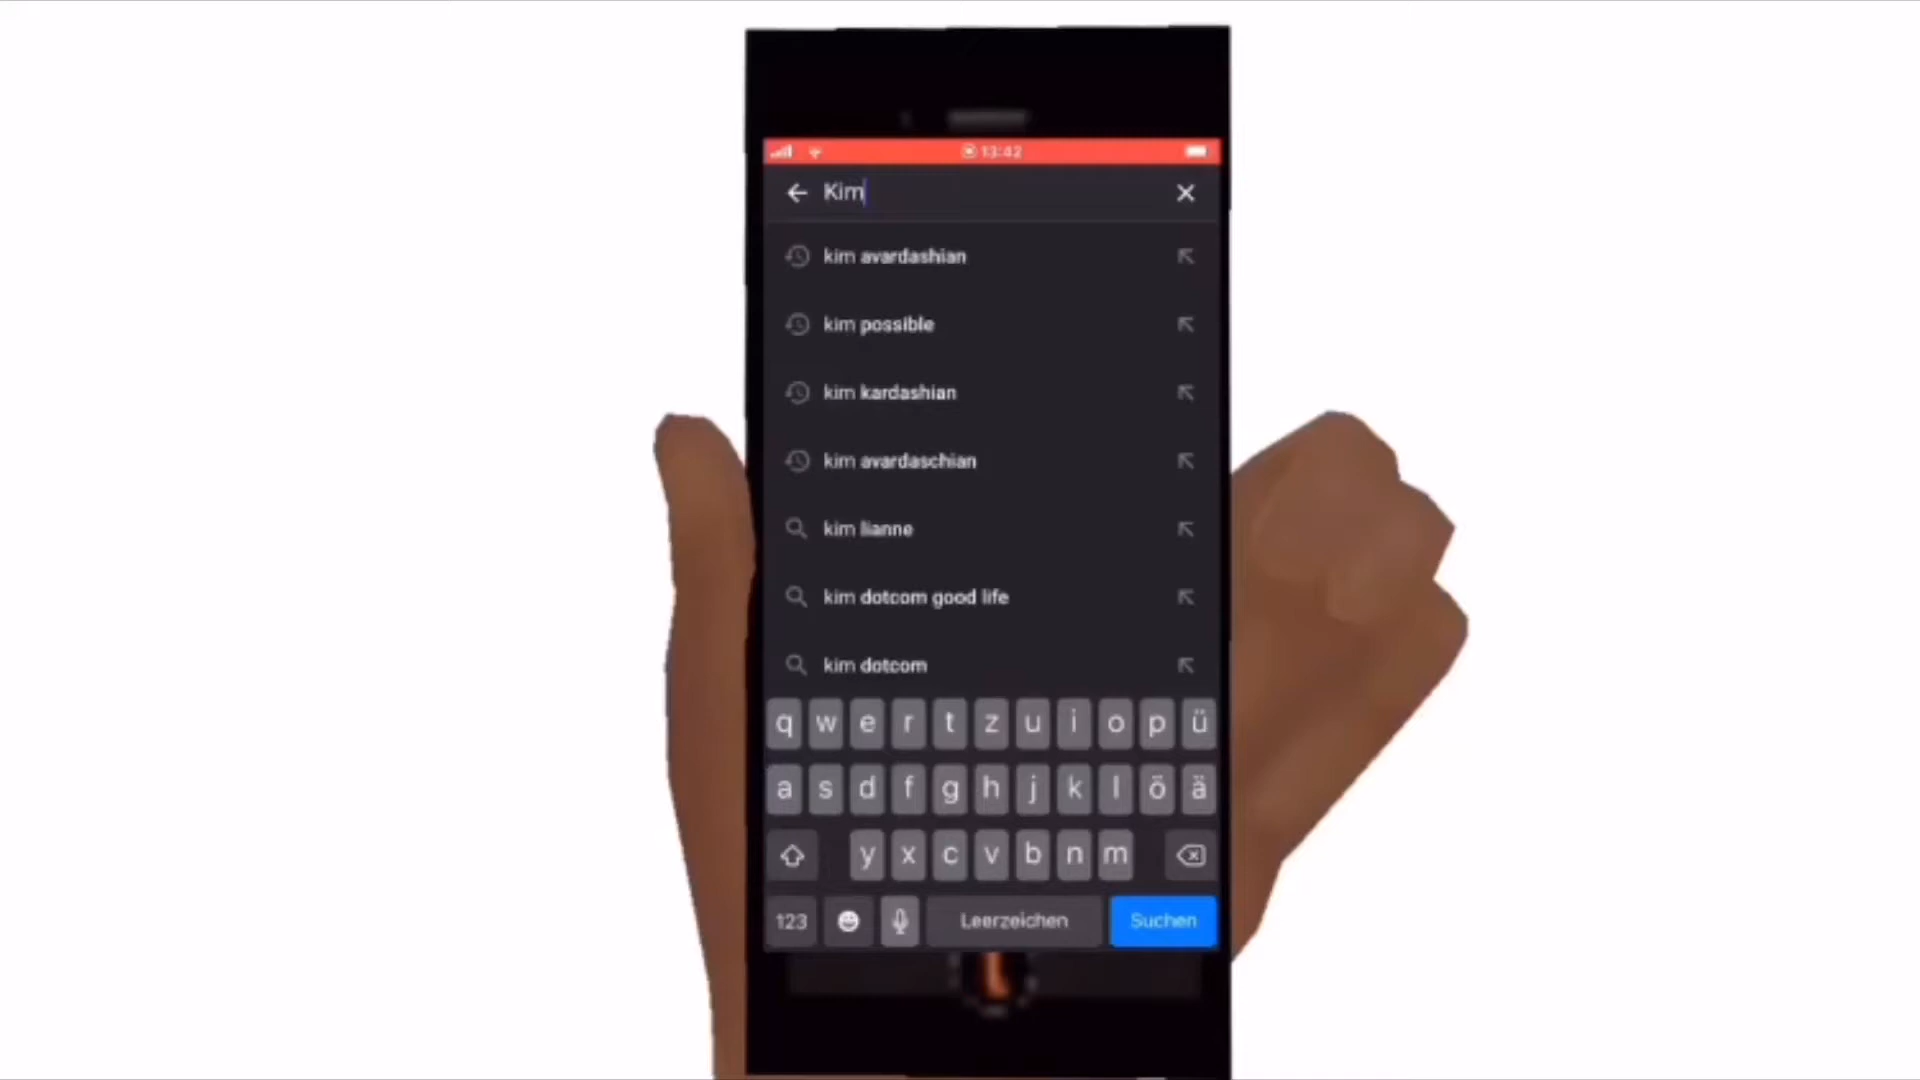 13:42
Kim
kim avardashian
kim possible
kim kardashian
kim avardaschian
kim lianne
kim dotcom good life
kim dotcom
q w e r t z u i o p ü
a s d f g h j k l ö ä
y x c v b n m
123 Leerzeichen Suchen